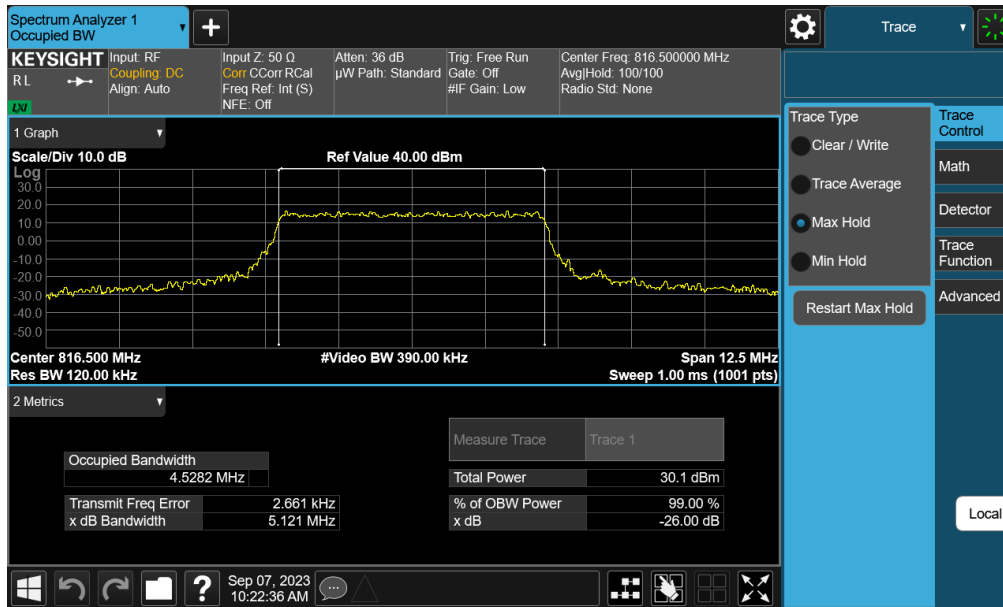 Spectrum Analyzer 1
Occupied BW
+
Trace
KEYSIGHT
R L
LXI
Input: RF
Coupling: DC
Align: Auto
Input Z: 50 Ω
Corr CCorr RCal
Freq Ref: Int (S)
NFE: Off
Atten: 36 dB
µW Path: Standard
Trig: Free Run
Gate: Off
#IF Gain: Low
Center Freq: 816.500000 MHz
Avg|Hold: 100/100
Radio Std: None
1 Graph
Scale/Div 10.0 dB
Ref Value 40.00 dBm
Log
30.0
20.0
10.0
0.00
-10.0
-20.0
-30.0
-40.0
-50.0
Center 816.500 MHz
#Video BW 390.00 kHz
Span 12.5 MHz
Res BW 120.00 kHz
Sweep 1.00 ms (1001 pts)
2 Metrics
Measure Trace Trace 1
Occupied Bandwidth
4.5282 MHz
Total Power 30.1 dBm
Transmit Freq Error 2.661 kHz
% of OBW Power 99.00 %
x dB Bandwidth 5.121 MHz
x dB -26.00 dB
Trace Type
Clear / Write
Trace Average
Max Hold
Min Hold
Restart Max Hold
Trace
Control
Math
Detector
Trace
Function
Advanced
Local
?
Sep 07, 2023
10:22:36 AM